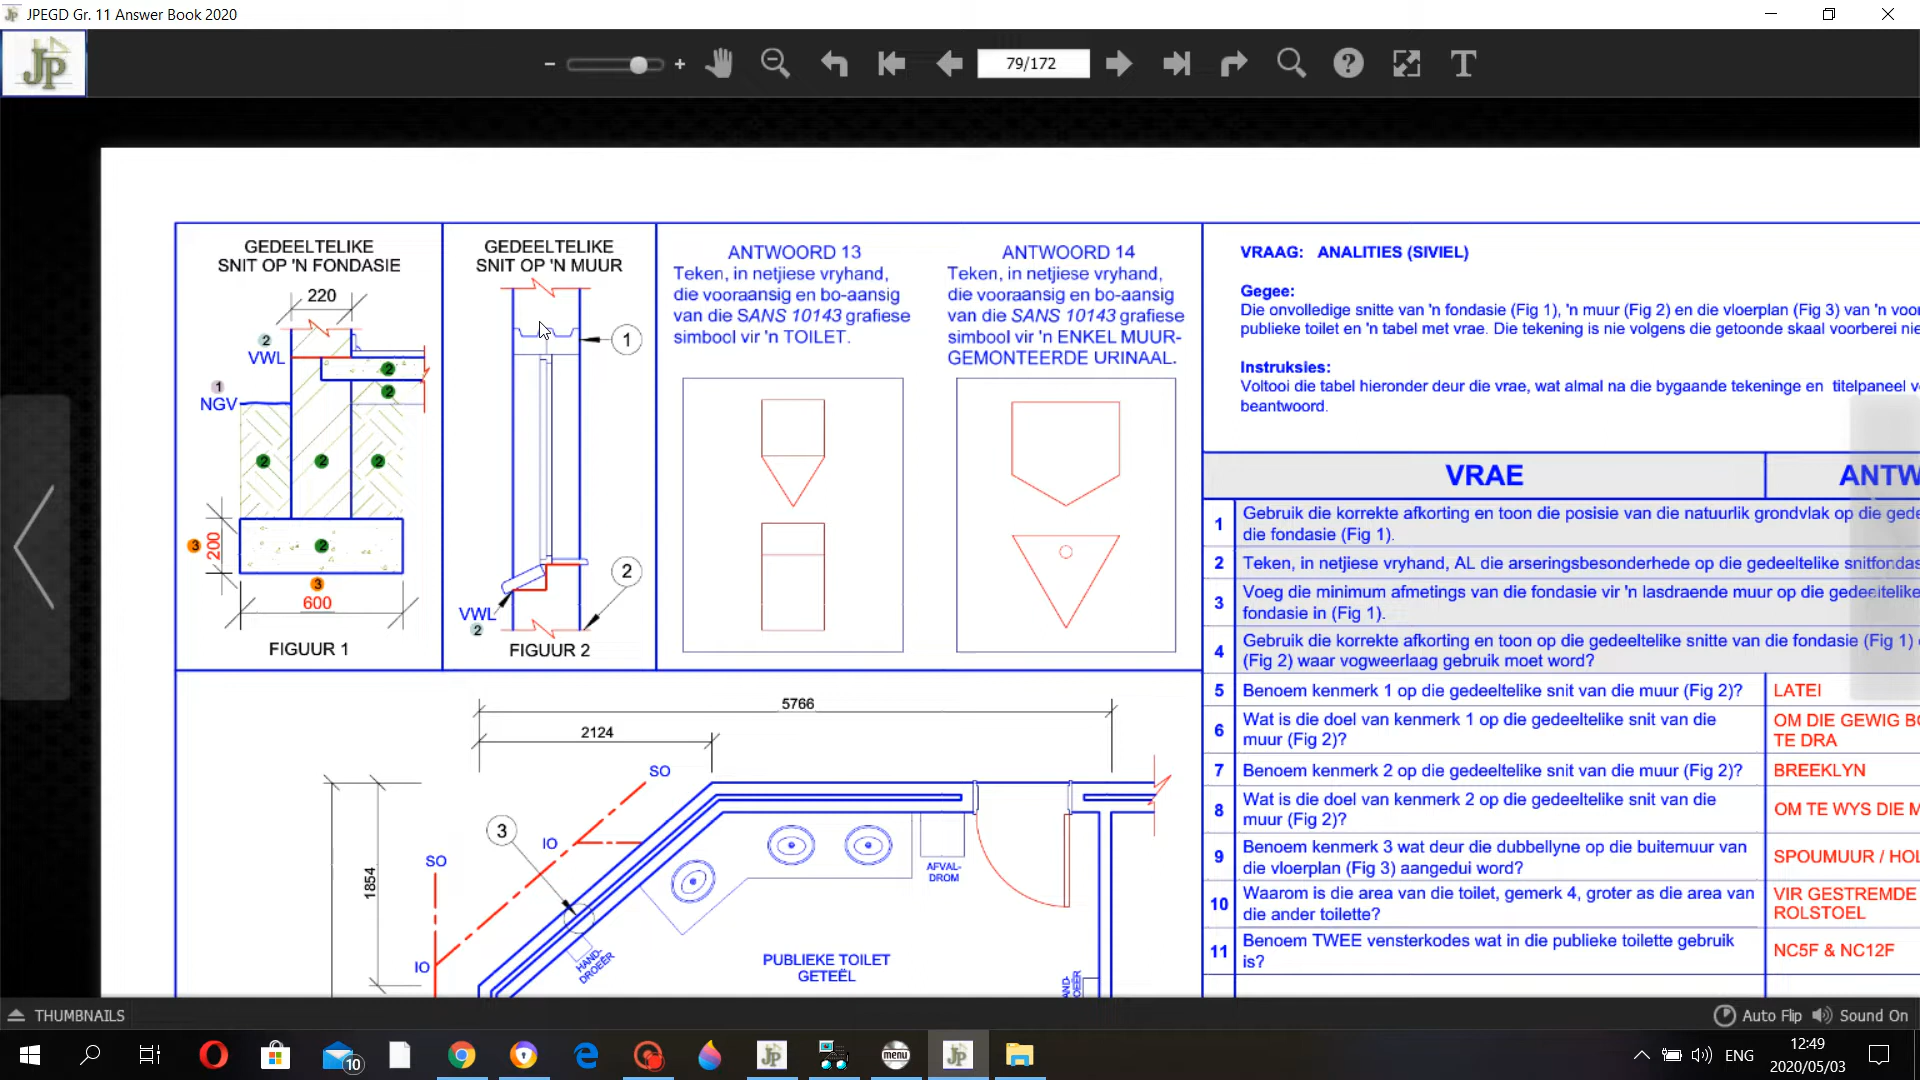 JPEGD Gr. 11 Answer Book 2020
Jp
79/172
GEDEELTELIKE
SNIT OP 'N FONDASIE
220
2
VWL
1
NGV
2
2
2
2
2
2
3
200
3
600
FIGUUR 1
GEDEELTELIKE
SNIT OP 'N MUUR
1
2
VWL
2
FIGUUR 2
ANTWOORD 13
Teken, in netjiese vryhand,
die vooraansig en bo-aansig
van die SANS 10143 grafiese
simbool vir 'n TOILET.
ANTWOORD 14
Teken, in netjiese vryhand,
die vooraansig en bo-aansig
van die SANS 10143 grafiese
simbool vir 'n ENKEL MUUR-
GEMONTEERDE URINAAL.
VRAAG: ANALITIES (SIVIEL)
Gegee:
Die onvolledige snitte van 'n fondasie (Fig 1), 'n muur (Fig 2) en die vloerplan (Fig 3) van 'n voor
publieke toilet en 'n tabel met vrae. Die tekening is nie volgens die getoonde skaal voorberei nie
Instruksies:
Voltooi die tabel hieronder deur die vrae, wat almal na die bygaande tekeninge en titelpaneel v
beantwoord.
VRAE
ANTW
1 Gebruik die korrekte afkorting en toon die posisie van die natuurlik grondvlak op die gede
die fondasie (Fig 1).
2 Teken, in netjiese vryhand, AL die arseringsbesonderhede op die gedeeltelike snitfondas
3 Voeg die minimum afmetings van die fondasie vir 'n lasdraende muur op die gedeeltelike
fondasie in (Fig 1).
4 Gebruik die korrekte afkorting en toon op die gedeeltelike snitte van die fondasie (Fig 1)
(Fig 2) waar vogweerlaag gebruik moet word?
5 Benoem kenmerk 1 op die gedeeltelike snit van die muur (Fig 2)? LATEI
6 Wat is die doel van kenmerk 1 op die gedeeltelike snit van die
muur (Fig 2)?
OM DIE GEWIG BO
TE DRA
7 Benoem kenmerk 2 op die gedeeltelike snit van die muur (Fig 2)? BREEKLYN
8 Wat is die doel van kenmerk 2 op die gedeeltelike snit van die
muur (Fig 2)?
OM TE WYS DIE M
9 Benoem kenmerk 3 wat deur die dubbellyne op die buitemuur van
die vloerplan (Fig 3) aangedui word?
SPOUMUUR / HOL
10 Waarom is die area van die toilet, gemerk 4, groter as die area van
die ander toilette?
VIR GESTREMDE
ROLSTOEL
11 Benoem TWEE vensterkodes wat in die publieke toilette gebruik
is?
NC5F & NC12F
5766
2124
1854
SO
IO
SO
IO
3
HAND-
DROEËR
AFVAL-
DROM
PUBLIEKE TOILET
GETEËL
THUMBNAILS
Auto Flip
Sound On
10
menu
ENG
12:49
2020/05/03